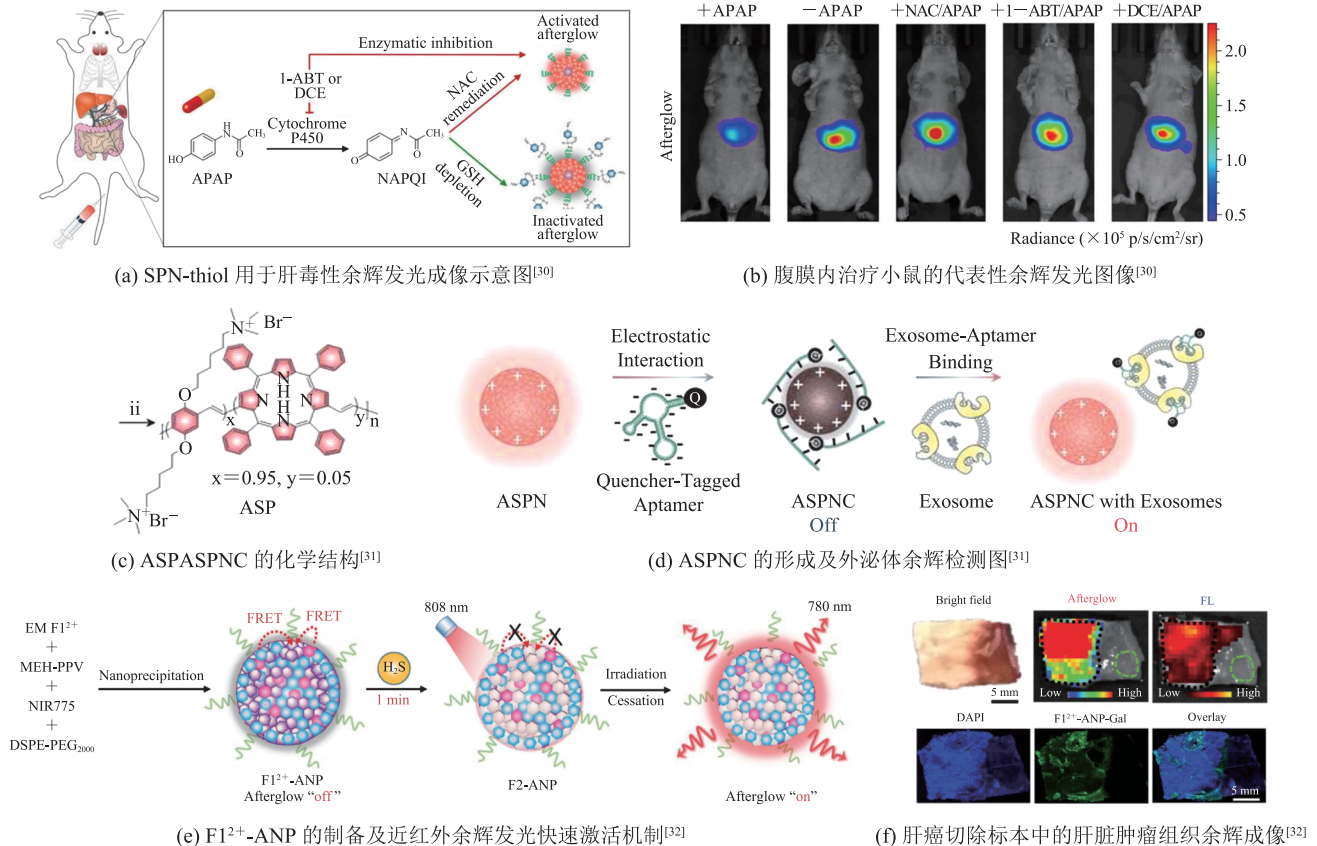 Enzymatic inhibition
Activated
afterglow
1-ABT or
DCE
Cytochrome
P450
NAC
remediation
GSH
depletion
H
N
CH₃
O
HO
APAP
N
CH₃
O
O
NAPQI
Inactivated
afterglow
(a) SPN-thiol 用于肝毒性余辉发光成像示意图[30]
+APAP
−APAP
+NAC/APAP
+1−ABT/APAP
+DCE/APAP
Afterglow
2.0
1.5
1.0
0.5
Radiance (×10⁵ p/s/cm²/sr)
(b) 腹膜内治疗小鼠的代表性余辉发光图像[30]
ii
N⁺ Br⁻
O
O
x
N
H
N
N
H
N
y n
N⁺Br⁻
x=0.95, y=0.05
ASP
(c) ASPASPNC 的化学结构[31]
ASPN
Electrostatic
Interaction
Q
Quencher-Tagged
Aptamer
ASPNC
Off
Exosome-Aptamer
Binding
Exosome
ASPNC with Exosomes
On
(d) ASPNC 的形成及外泌体余辉检测图[31]
EM F1²⁺
+
MEH-PPV
+
NIR775
+
DSPE-PEG₂₀₀₀
Nanoprecipitation
FRET FRET
F1²⁺-ANP
Afterglow “off”
H₂S
1 min
808 nm
F2-ANP
Irradiation
Cessation
780 nm
Afterglow “on”
(e) F1²⁺-ANP 的制备及近红外余辉发光快速激活机制[32]
Bright field
Afterglow
FL
5 mm
Low High
Low High
DAPI
F1²⁺-ANP-Gal
Overlay
5 mm
(f) 肝癌切除标本中的肝脏肿瘤组织余辉成像[32]